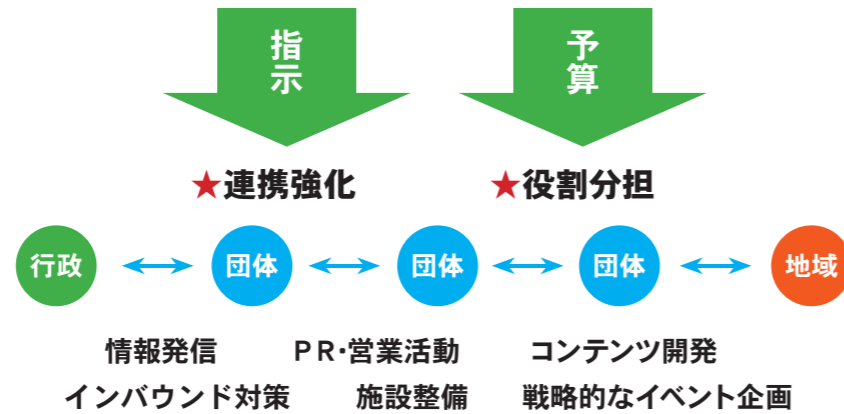 指示
予算
★連携強化
★役割分担
行政
団体
団体
団体
地域
情報発信
PR・営業活動
コンテンツ開発
インバウンド対策
施設整備
戦略的なイベント企画